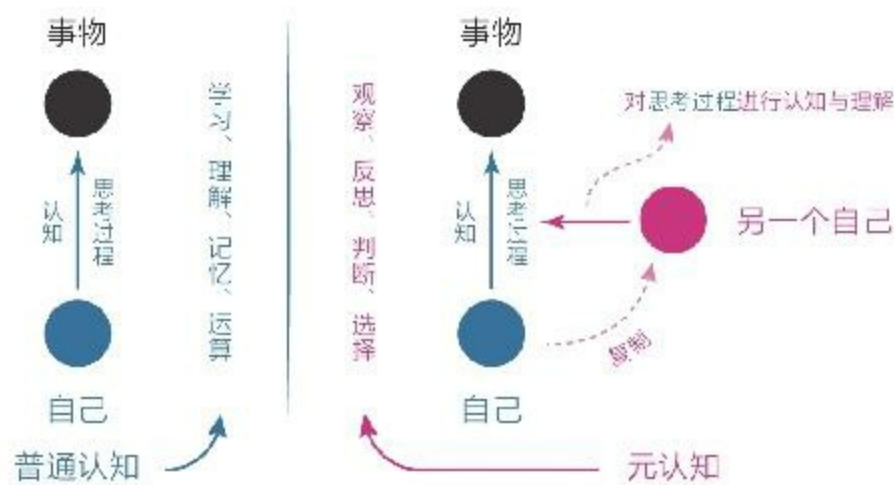 事物
认知
思考过程
自己
学习、理解、记忆、运算
普通认知
观察、反思、判断、选择
事物
认知
思考过程
自己
对思考过程进行认知与理解
另一个自己
复制
元认知